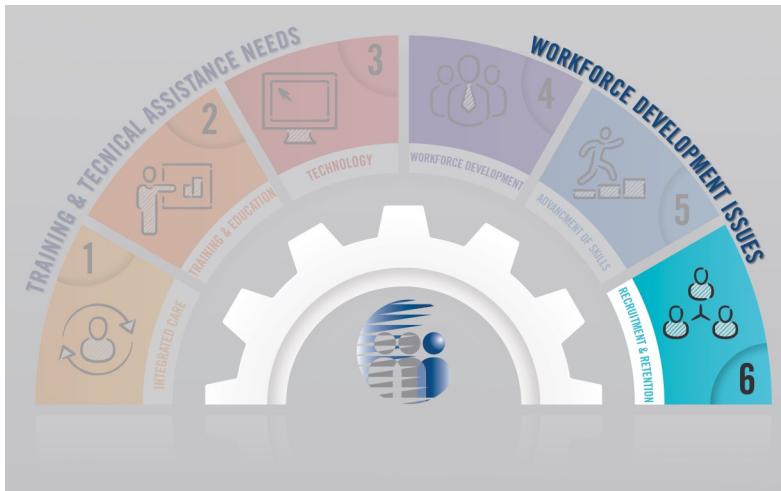 TRAINING & TECNICAL ASSISTANCE NEEDS
WORKFORCE DEVELOPMENT ISSUES
1
INTEGRATED CARE
2
TRAINING & EDUCATION
3
TECHNOLOGY
4
WORKFORCE DEVELOPMENT
5
ADVANCMENT OF SKILLS
6
RECRUITMENT & RETENTION